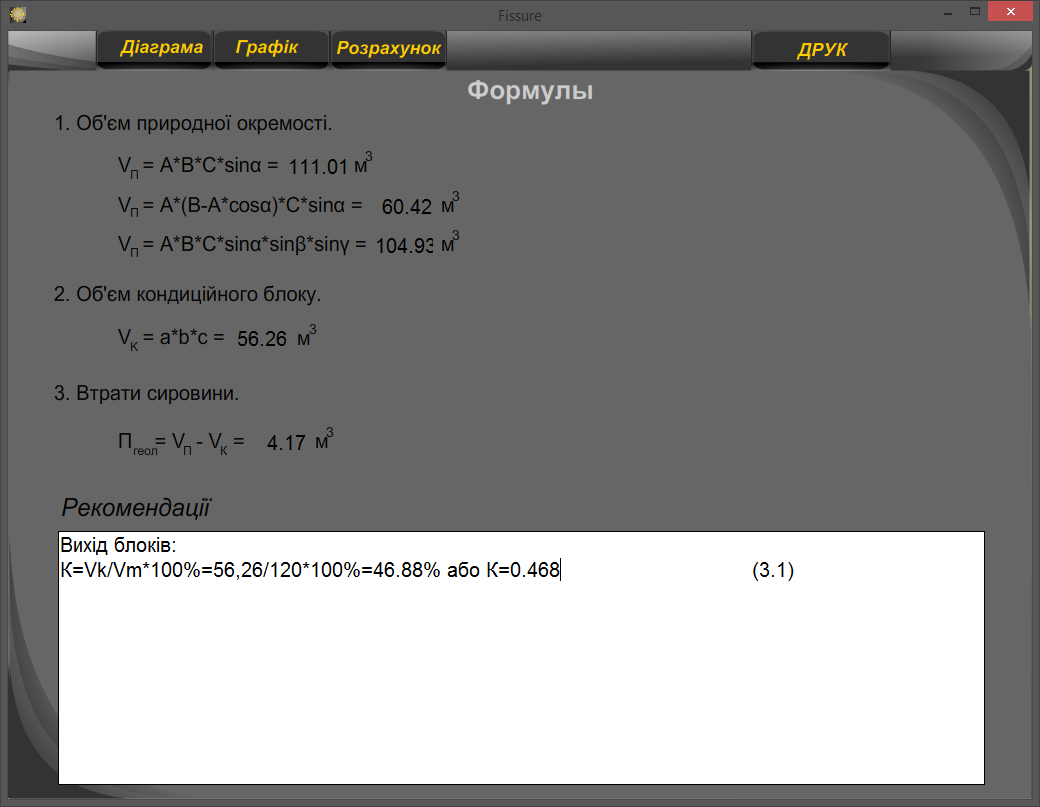 Fissure
Діаграма Графік Розрахунок ДРУК
Формулы
1. Об'єм природної окремості.
VП = A*B*C*sinα = 111.01 м3
VП = A*(B-A*cosα)*C*sinα = 60.42 м3
VП = A*B*C*sinα*sinβ*sinγ = 104.93 м3
2. Об'єм кондиційного блоку.
VК = a*b*c = 56.26 м3
3. Втрати сировини.
Пгеол= VП - VК = 4.17 м3
Рекомендації
Вихід блоків:
К=Vk/Vm*100%=56,26/120*100%=46.88% або К=0.468 (3.1)